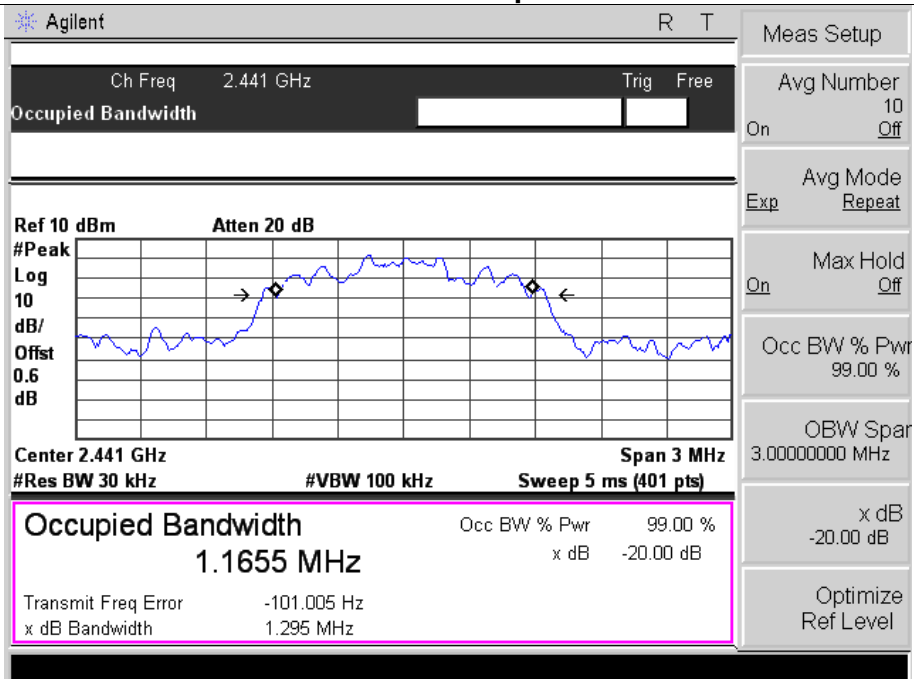 Agilent R T
Ch Freq 2.441 GHz Trig Free
Occupied Bandwidth
Ref 10 dBm Atten 20 dB
#Peak
Log
10
dB/
Offst
0.6
dB
Center 2.441 GHz Span 3 MHz
#Res BW 30 kHz #VBW 100 kHz Sweep 5 ms (401 pts)
Occupied Bandwidth Occ BW % Pwr 99.00 %
1.1655 MHz x dB -20.00 dB
Transmit Freq Error -101.005 Hz
x dB Bandwidth 1.295 MHz
Meas Setup
Avg Number
10
On Off
Avg Mode
Exp Repeat
Max Hold
On Off
Occ BW % Pwr
99.00 %
OBW Span
3.00000000 MHz
x dB
-20.00 dB
Optimize
Ref Level